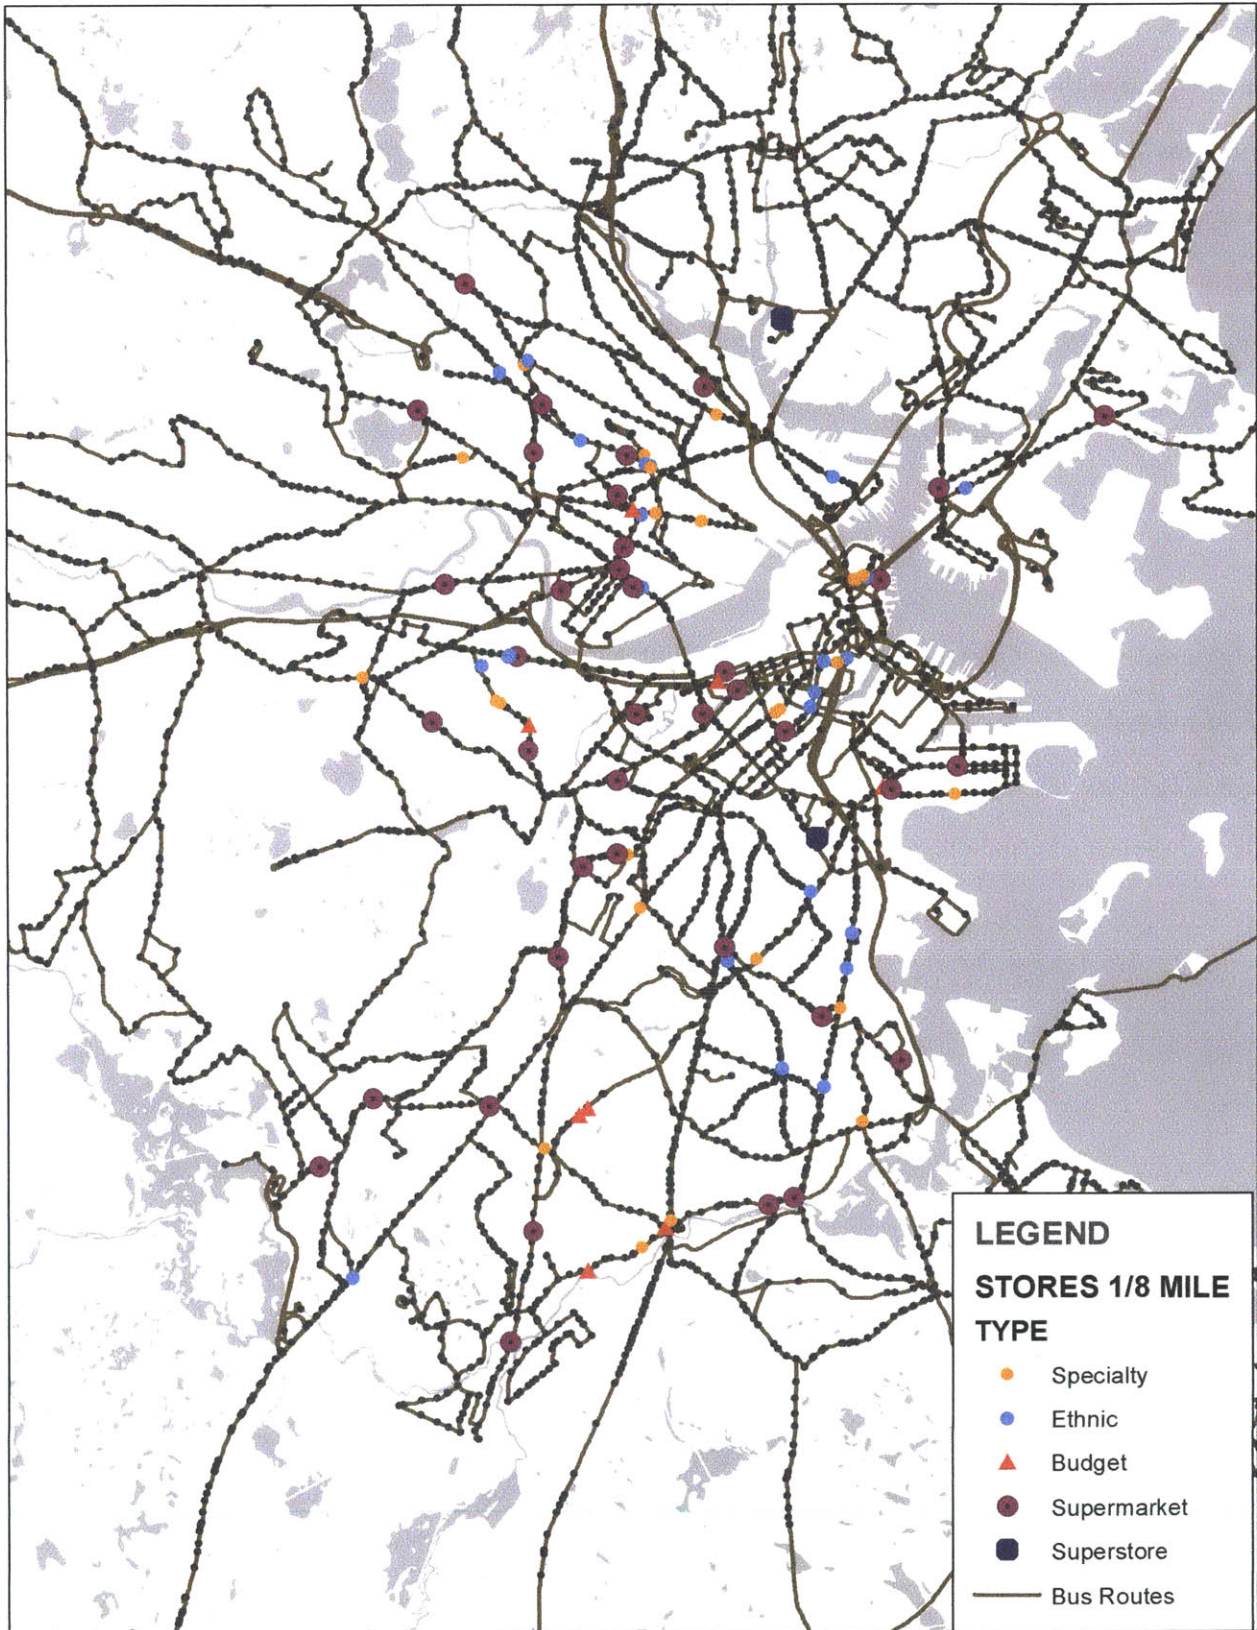 LEGEND
STORES 1/8 MILE
TYPE
Specialty
Ethnic
Budget
Supermarket
Superstore
Bus Routes